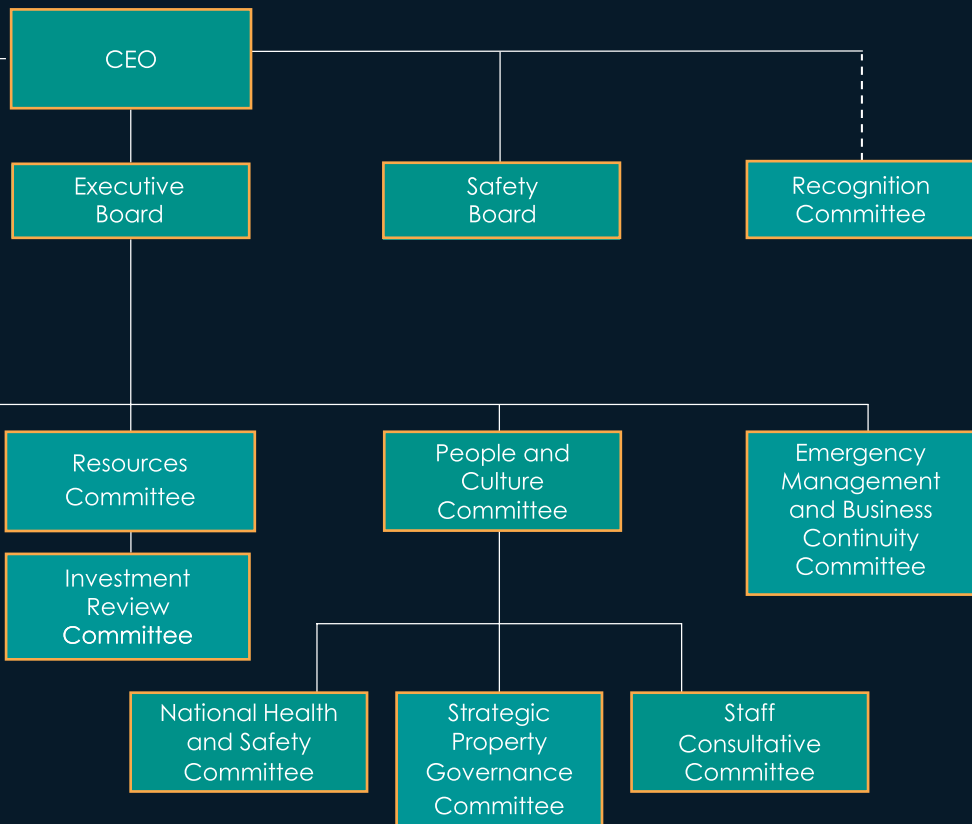 CEO
Executive
Board
Safety
Board
Recognition
Committee
Resources
Committee
People and
Culture
Committee
Emergency
Management
and Business
Continuity
Committee
Investment
Review
Committee
National Health
and Safety
Committee
Strategic
Property
Governance
Committee
Staff
Consultative
Committee